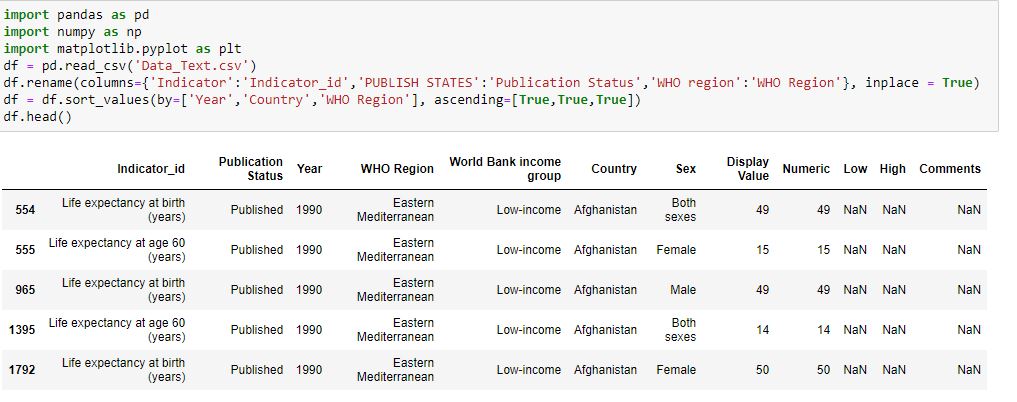 import pandas as pd
import numpy as np
import matplotlib.pyplot as plt
df = pd.read_csv('Data_Text.csv')
df.rename(columns={'Indicator':'Indicator_id','PUBLISH STATES':'Publication Status','WHO region':'WHO Region'}, inplace = True)
df = df.sort_values(by=['Year','Country','WHO Region'], ascending=[True,True,True])
df.head()
Indicator_id Publication Status Year WHO Region World Bank income group Country Sex Display Value Numeric Low High Comments
554 Life expectancy at birth (years) Published 1990 Eastern Mediterranean Low-income Afghanistan Both sexes 49 49 NaN NaN NaN
555 Life expectancy at age 60 (years) Published 1990 Eastern Mediterranean Low-income Afghanistan Female 15 15 NaN NaN NaN
965 Life expectancy at birth (years) Published 1990 Eastern Mediterranean Low-income Afghanistan Male 49 49 NaN NaN NaN
1395 Life expectancy at age 60 (years) Published 1990 Eastern Mediterranean Low-income Afghanistan Both sexes 14 14 NaN NaN NaN
1792 Life expectancy at birth (years) Published 1990 Eastern Mediterranean Low-income Afghanistan Female 50 50 NaN NaN NaN